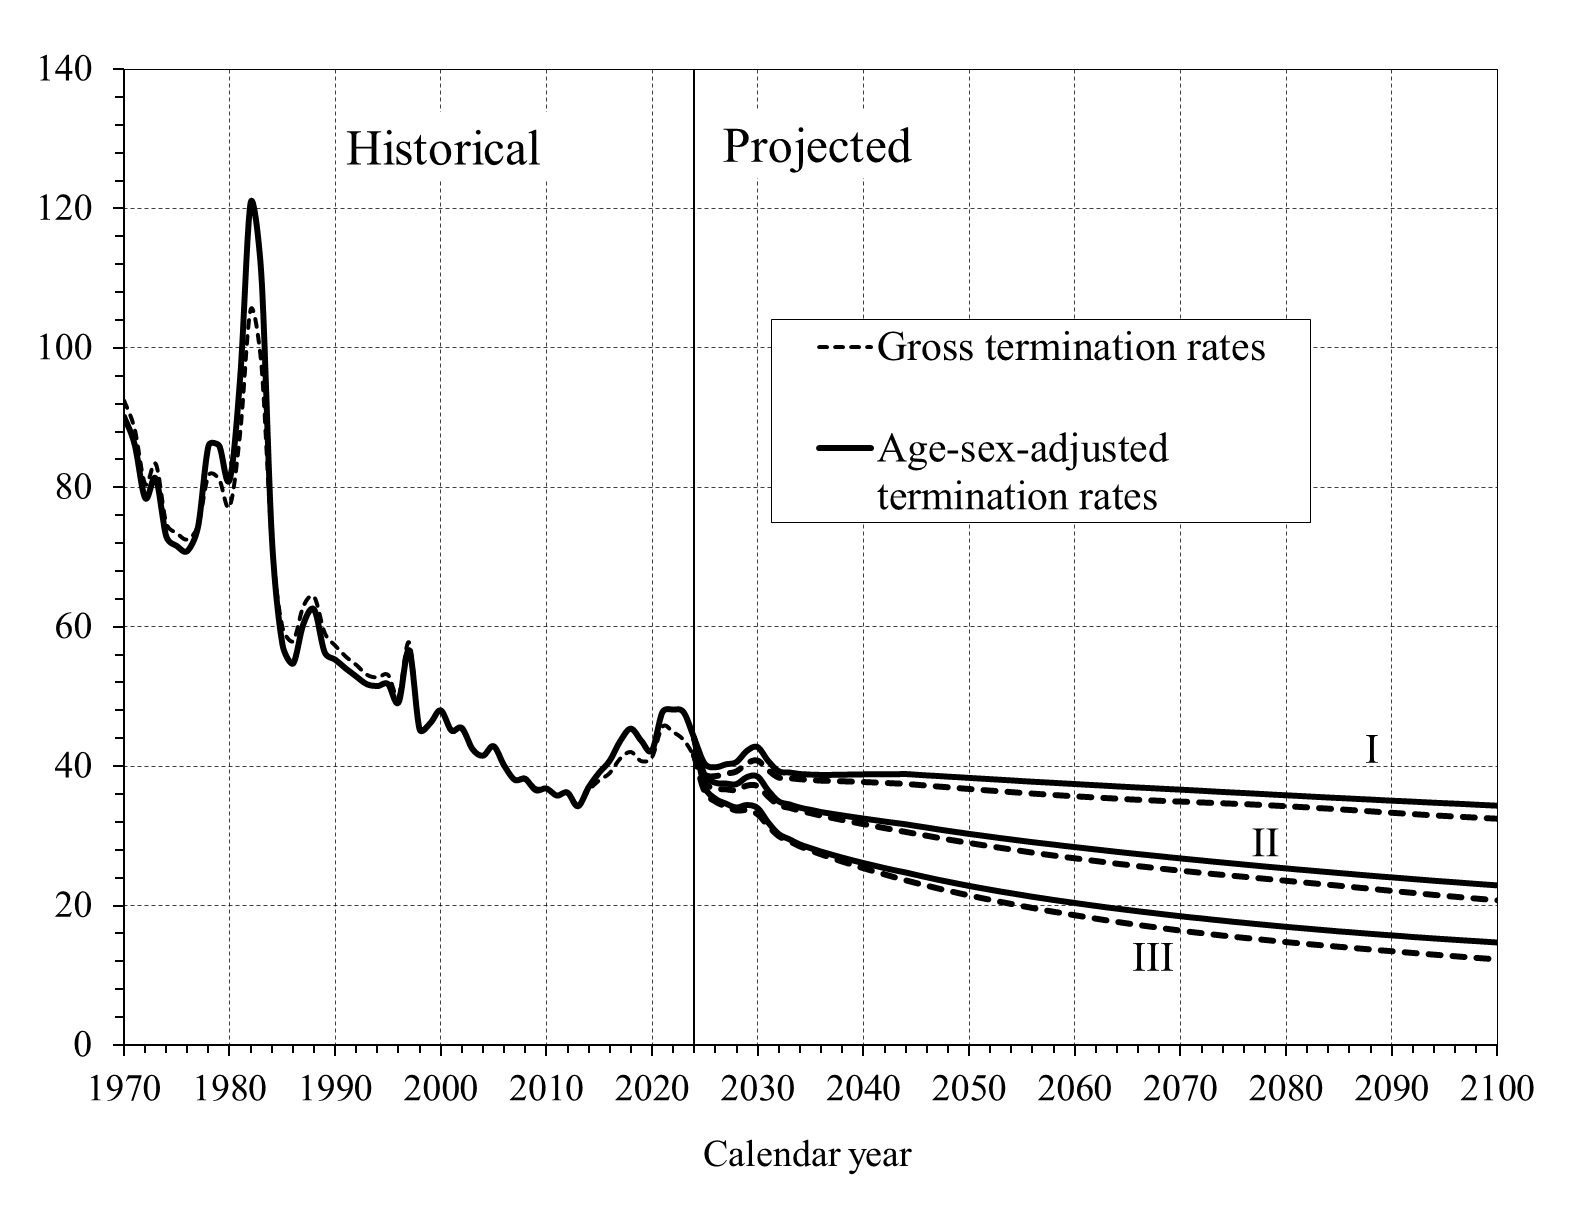 140
120
100
80
60
40
20
0
Historical
Projected
Gross termination rates
Age-sex-adjusted
termination rates
I
II
III
1970 1980 1990 2000 2010 2020 2030 2040 2050 2060 2070 2080 2090 2100
Calendar year